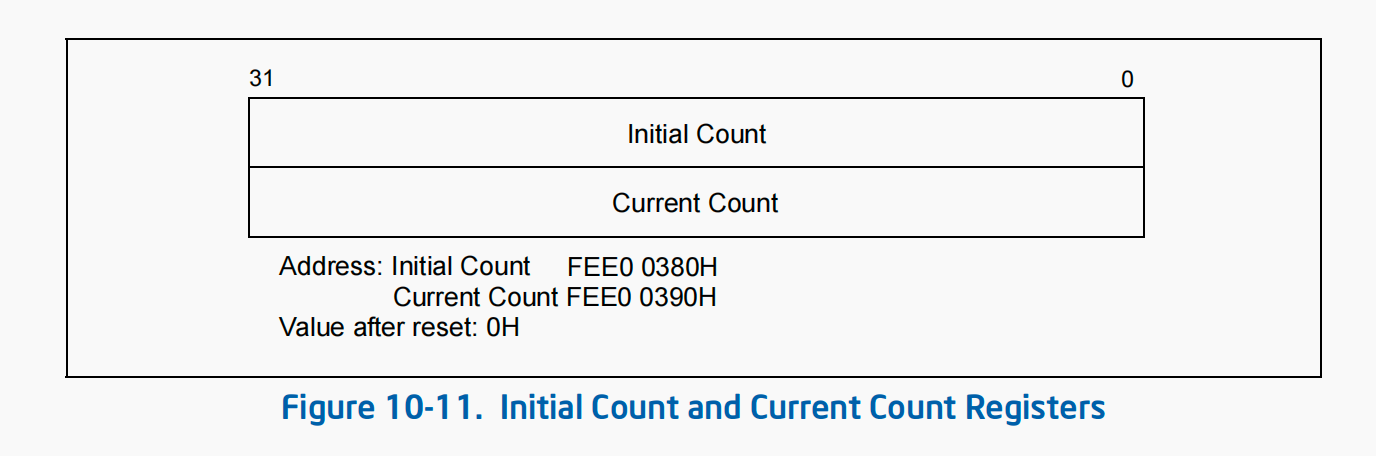 31 0
Initial Count
Current Count
Address: Initial Count FEE0 0380H
Current Count FEE0 0390H
Value after reset: 0H
Figure 10-11. Initial Count and Current Count Registers